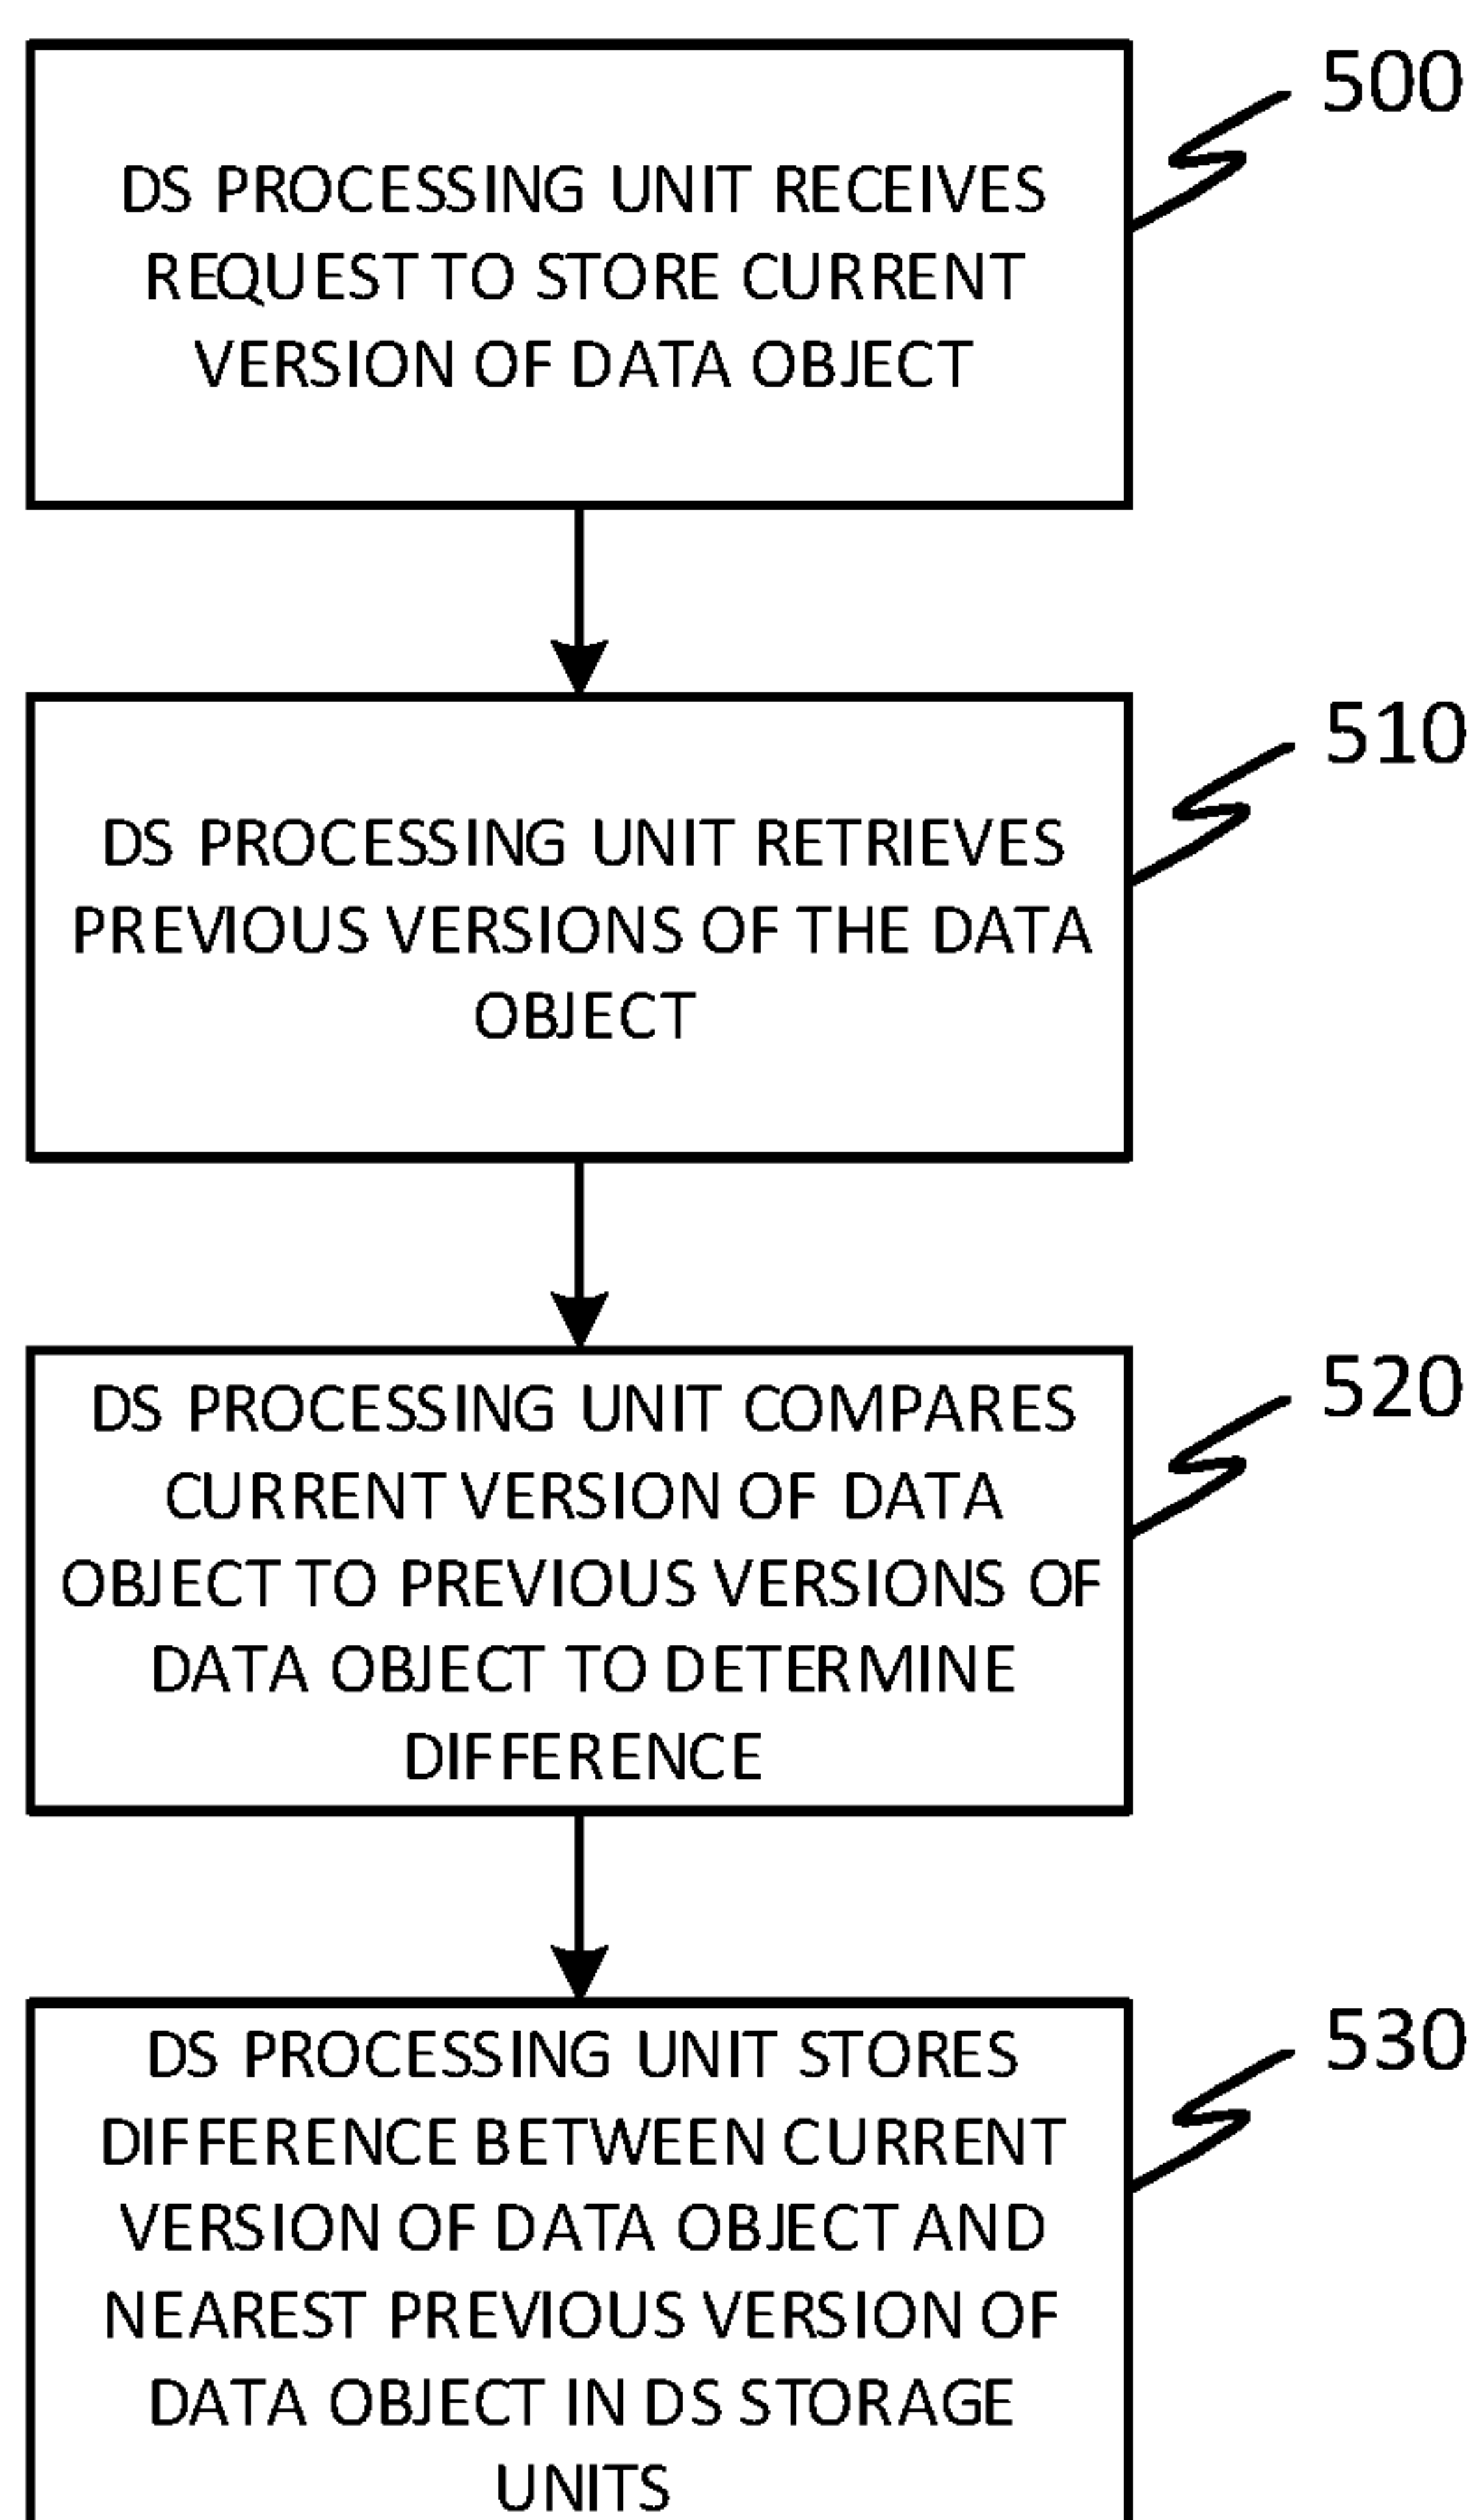 500
DS PROCESSING UNIT RECEIVES
REQUEST TO STORE CURRENT
VERSION OF DATA OBJECT
510
DS PROCESSING UNIT RETRIEVES
PREVIOUS VERSIONS OF THE DATA
OBJECT
520
DS PROCESSING UNIT COMPARES
CURRENT VERSION OF DATA
OBJECT TO PREVIOUS VERSIONS OF
DATA OBJECT TO DETERMINE
DIFFERENCE
530
DS PROCESSING UNIT STORES
DIFFERENCE BETWEEN CURRENT
VERSION OF DATA OBJECT AND
NEAREST PREVIOUS VERSION OF
DATA OBJECT IN DS STORAGE
UNITS